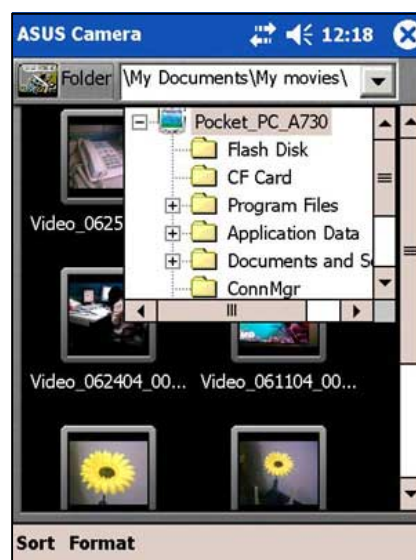 ASUS Camera 12:18
Folder \My Documents\My movies\
Pocket_PC_A730
Flash Disk
CF Card
Program Files
Application Data
Documents and Se
ConnMgr
Video_0625
Video_062404_00... Video_061104_00...
Sort Format